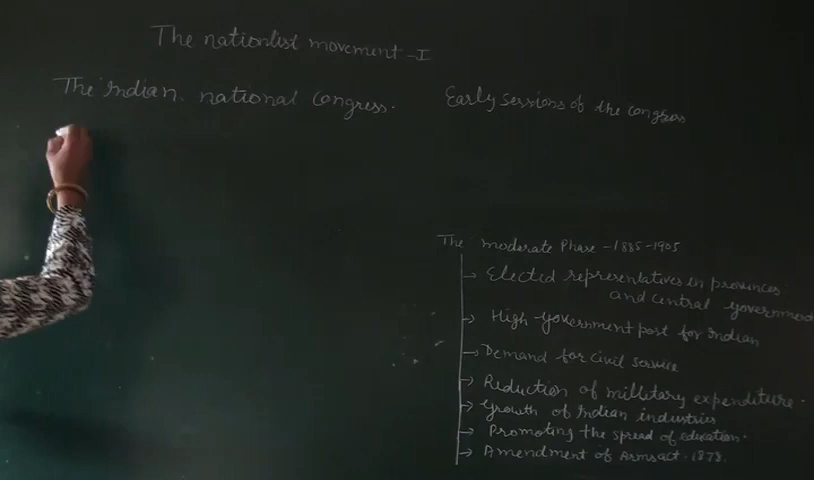 The nationlist movement - I
The Indian national Congress.
Early sessions of the congress
The moderate Phase - 1885-1905
→ Elected representatives in provinces
and central government
→ High government post for Indian
→ Demand for civil service
→ Reduction of millitary expenditure.
→ Growth of Indian industries
→ Promoting the spread of education.
→ Amendment of Arms act - 1878.